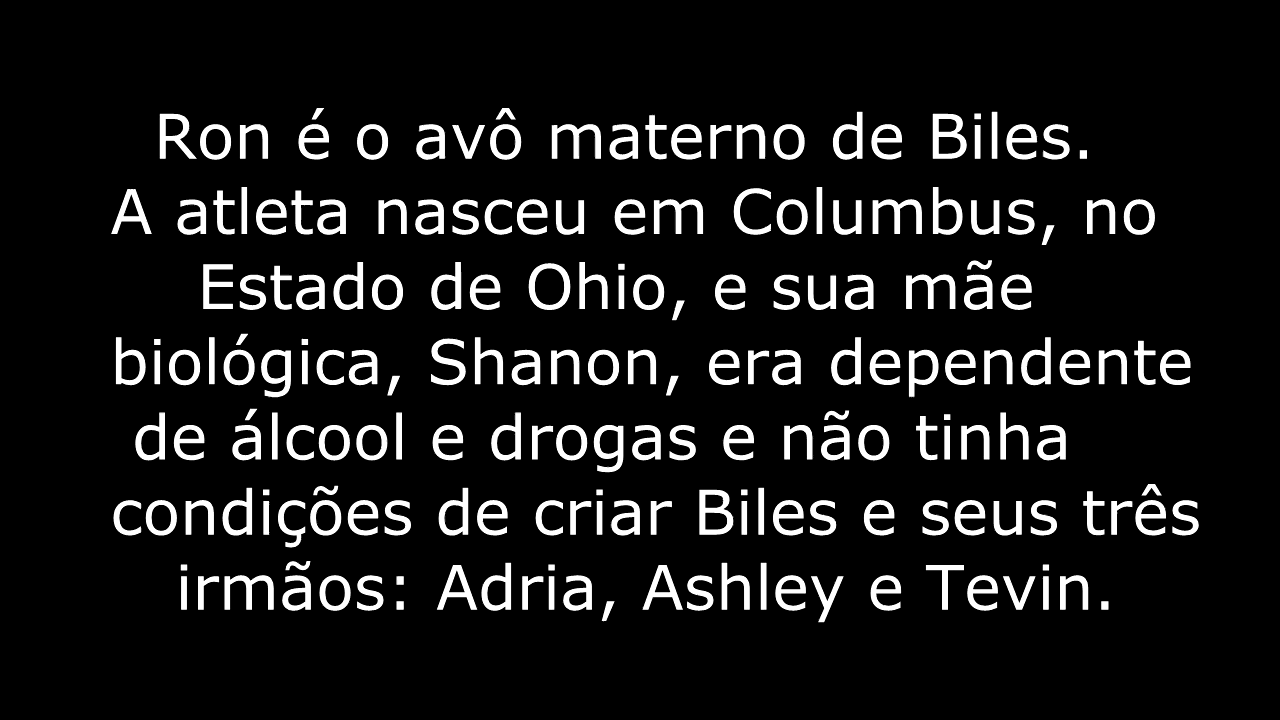 Ron é o avô materno de Biles.
A atleta nasceu em Columbus, no
Estado de Ohio, e sua mãe
biológica, Shanon, era dependente
de álcool e drogas e não tinha
condições de criar Biles e seus três
irmãos: Adria, Ashley e Tevin.